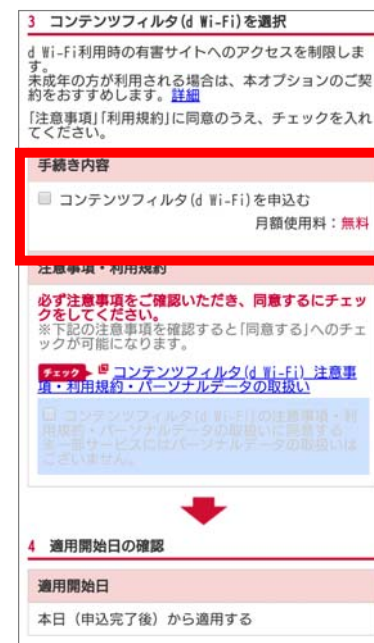 3 コンテンツフィルタ(d Wi-Fi)を選択
d Wi-Fi利用時の有害サイトへのアクセスを制限しま
す。
未成年の方が利用される場合は、本オプションのご契
約をおすすめします。詳細
「注意事項」「利用規約」に同意のうえ、チェックを入れ
てください。
手続き内容
コンテンツフィルタ(d Wi-Fi)を申込む
月額使用料：無料
注意事項・利用規約
必ず注意事項をご確認いただき、同意するにチェッ
クをしてください。
※下記の注意事項を確認すると「同意する」へのチェ
ックが可能になります。
チェック コンテンツフィルタ(d Wi-Fi) 注意事
項・利用規約・パーソナルデータの取扱い
コンテンツフィルタ(d Wi-Fi)の注意事項・利
用規約・パーソナルデータの取扱いに同意する
※一部サービスにはパーソナルデータの取扱いは
ございません。
4 適用開始日の確認
適用開始日
本日（申込完了後）から適用する